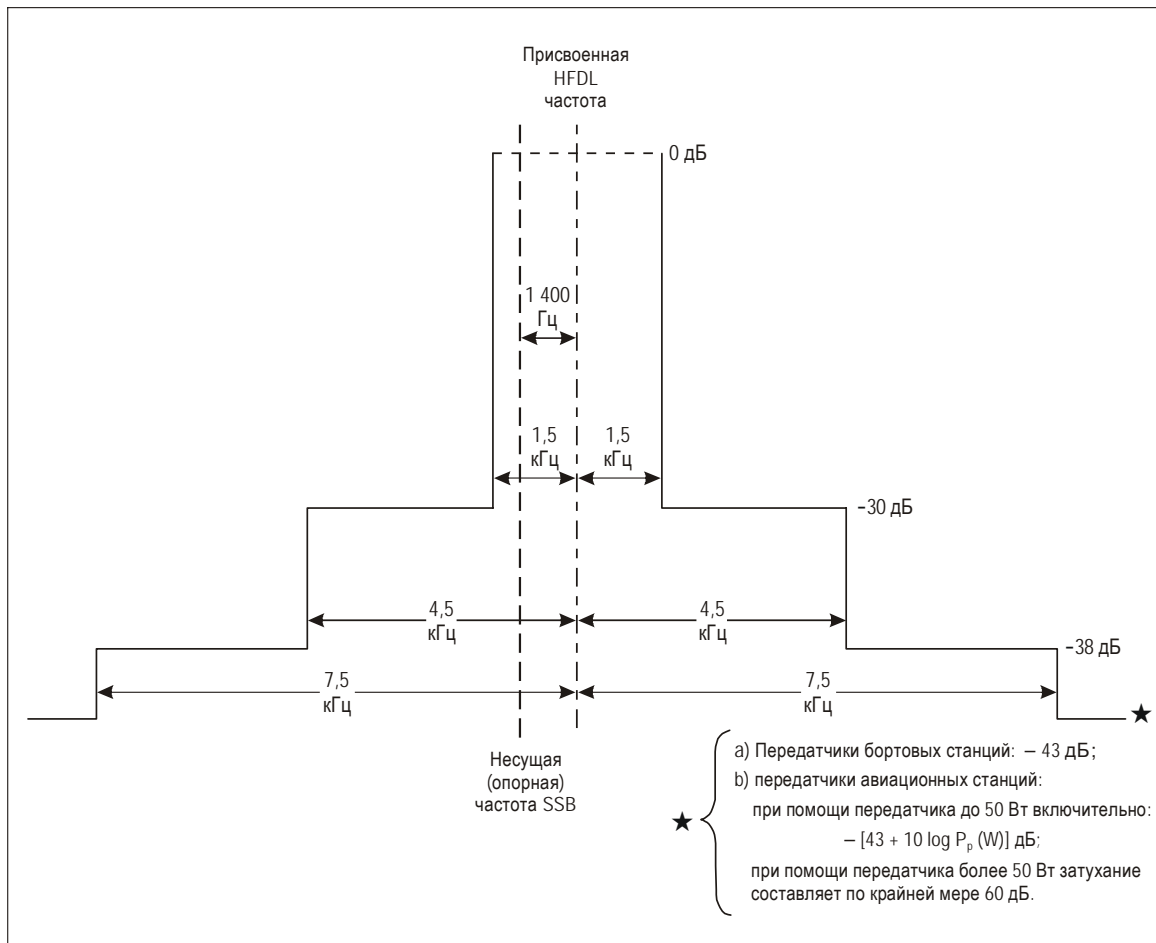 Присвоенная
HFDL
частота
0 дБ
1 400
Гц
1,5
кГц
1,5
кГц
−30 дБ
4,5
кГц
4,5
кГц
−38 дБ
7,5
кГц
7,5
кГц
★
Несущая
(опорная)
частота SSB
★
a) Передатчики бортовых станций: − 43 дБ;
b) передатчики авиационных станций:
при помощи передатчика до 50 Вт включительно:
− [43 + 10 log Pₚ (W)] дБ;
при помощи передатчика более 50 Вт затухание
составляет по крайней мере 60 дБ.